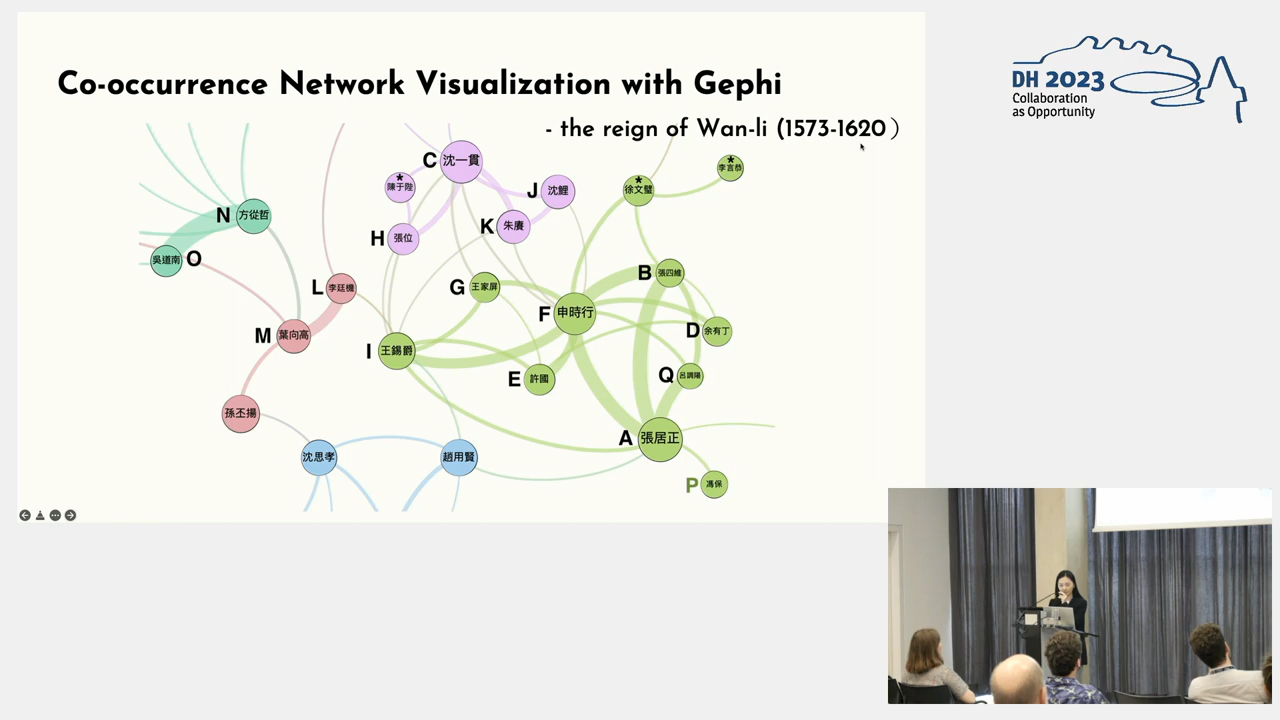 Co-occurrence Network Visualization with Gephi
- the reign of Wan-li (1573-1620）
DH 2023
Collaboration
as Opportunity
C 沈一貫
★ 陳于陛
J 沈鯉
★ 徐文璧
★ 李言恭
N 方從哲
K 朱賡
H 張位
吳道南 O
B 張四維
L 李廷機
G 王家屏
F 申時行
M 葉向高
D 余有丁
I 王錫爵
E 許國
Q 呂調陽
孫丕揚
A 張居正
沈思孝
趙用賢
P 馮保